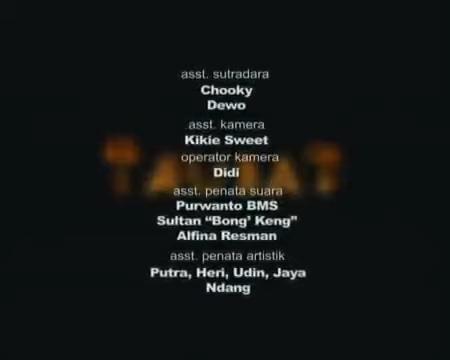 asst. sutradara
Chooky
Dewo
asst. kamera
Kikie Sweet
operator kamera
Didi
TAMAT
asst. penata suara
Purwanto BMS
Sultan “Bong’ Keng”
Alfina Resman
asst. penata artistik
Putra, Heri, Udin, Jaya
Ndang